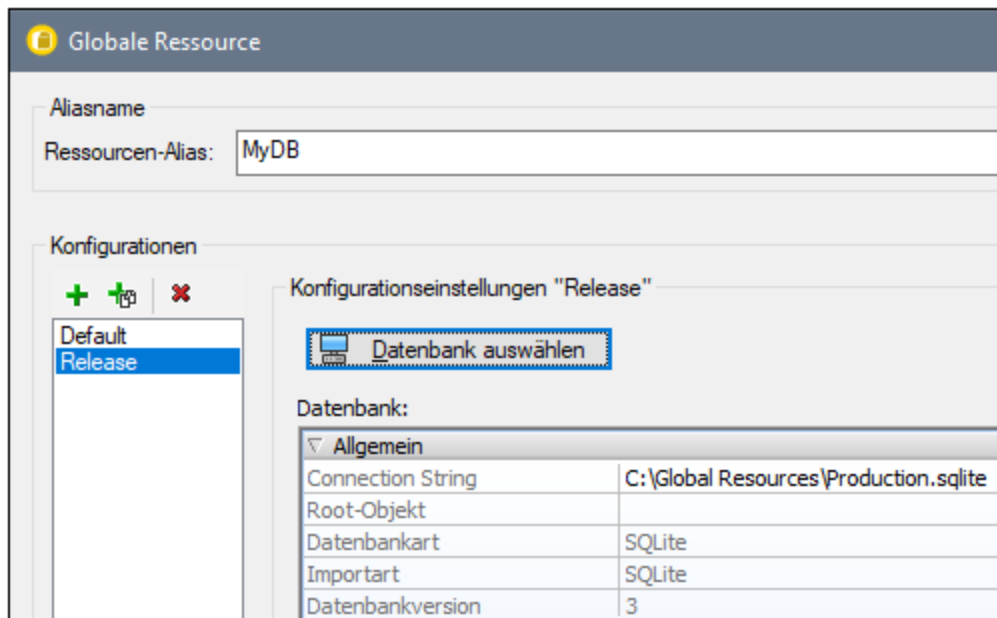 Globale Ressource
Aliasname
Ressourcen-Alias: MyDB
Konfigurationen
Konfigurationseinstellungen "Release"
Default
Release
Datenbank auswählen
Datenbank:
Allgemein
Connection String C:\Global Resources\Production.sqlite
Root-Objekt
Datenbankart SQLite
Importart SQLite
Datenbankversion 3